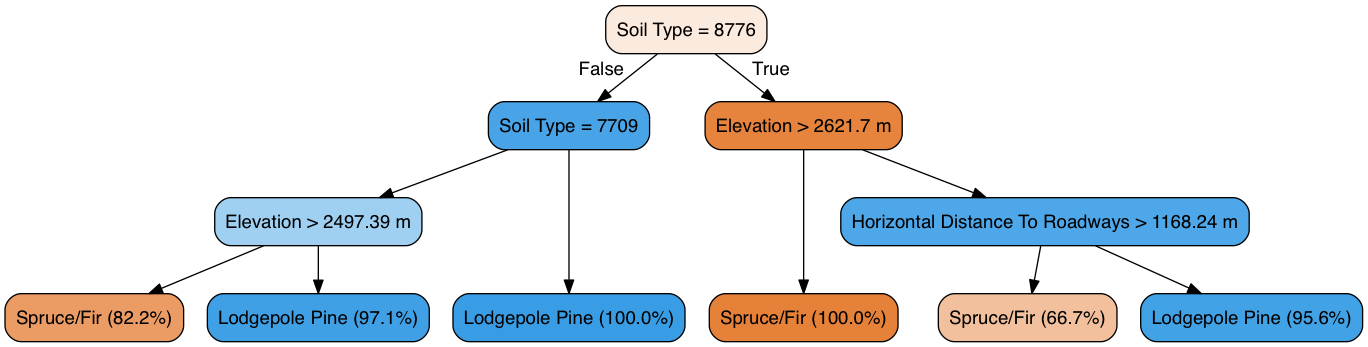 Soil Type = 8776
False
True
Soil Type = 7709
Elevation > 2621.7 m
Elevation > 2497.39 m
Horizontal Distance To Roadways > 1168.24 m
Spruce/Fir (82.2%)
Lodgepole Pine (97.1%)
Lodgepole Pine (100.0%)
Spruce/Fir (100.0%)
Spruce/Fir (66.7%)
Lodgepole Pine (95.6%)